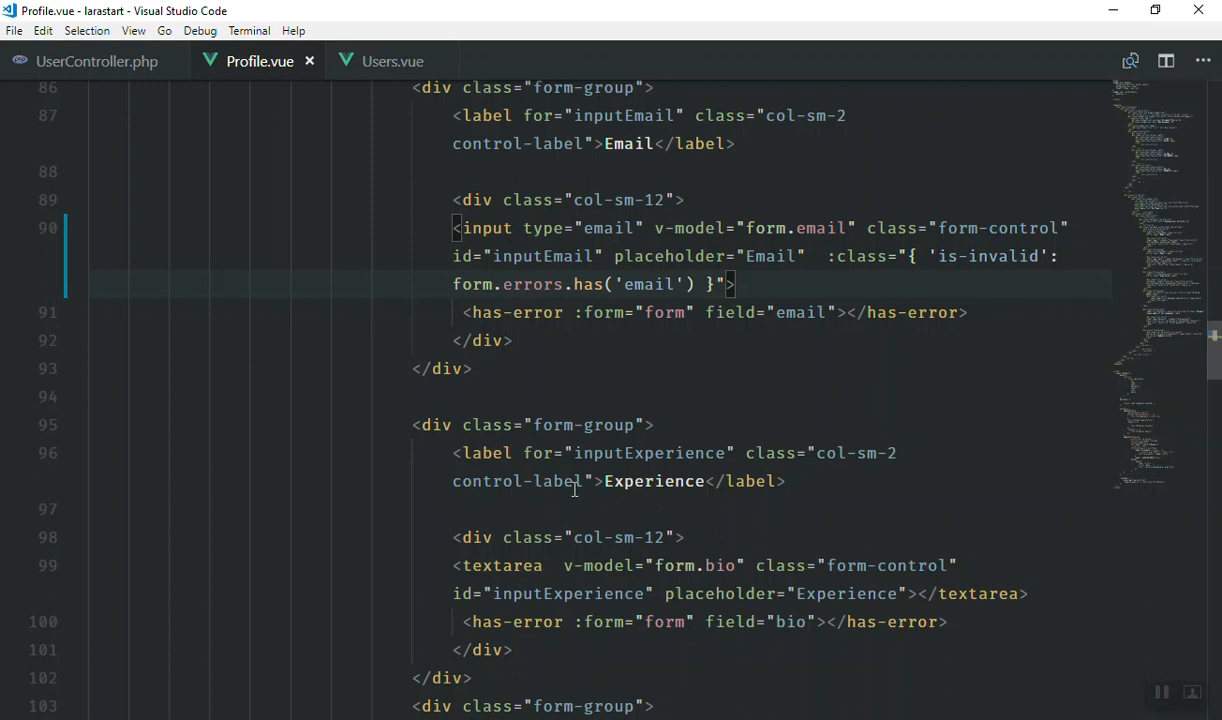 Profile.vue - larastart - Visual Studio Code
File Edit Selection View Go Debug Terminal Help
UserController.php Profile.vue × Users.vue
86 <div class="form-group">
87 <label for="inputEmail" class="col-sm-2
control-label">Email</label>
88
89 <div class="col-sm-12">
90 <input type="email" v-model="form.email" class="form-control"
id="inputEmail" placeholder="Email"  :class="{ 'is-invalid':
form.errors.has('email') }">
91 <has-error :form="form" field="email"></has-error>
92 </div>
93 </div>
94
95 <div class="form-group">
96 <label for="inputExperience" class="col-sm-2
control-label">Experience</label>
97
98 <div class="col-sm-12">
99 <textarea  v-model="form.bio" class="form-control"
id="inputExperience" placeholder="Experience"></textarea>
100 <has-error :form="form" field="bio"></has-error>
101 </div>
102 </div>
103 <div class="form-group">